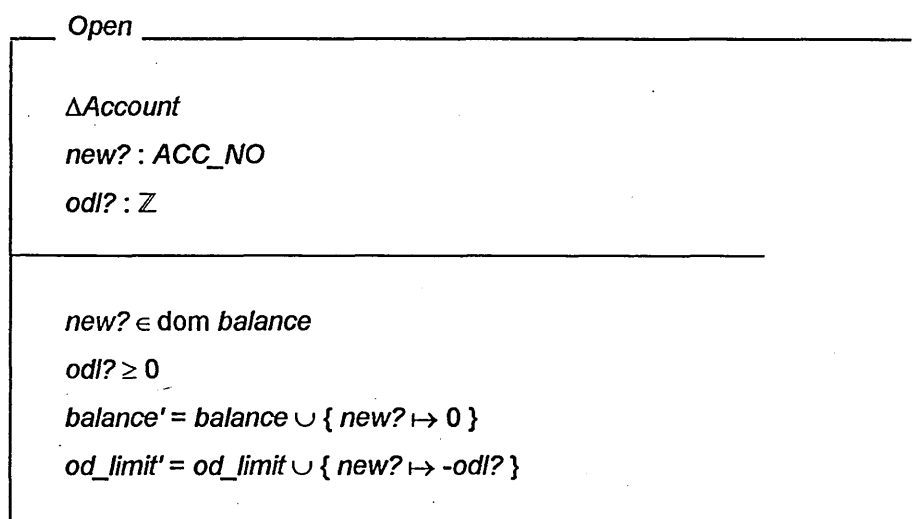 Open
ΔAccount
new? : ACC_NO
odl? : ℤ
new? ∈ dom balance
odl? ≥ 0
balance' = balance ∪ { new? ↦ 0 }
od_limit' = od_limit ∪ { new? ↦ -odl? }